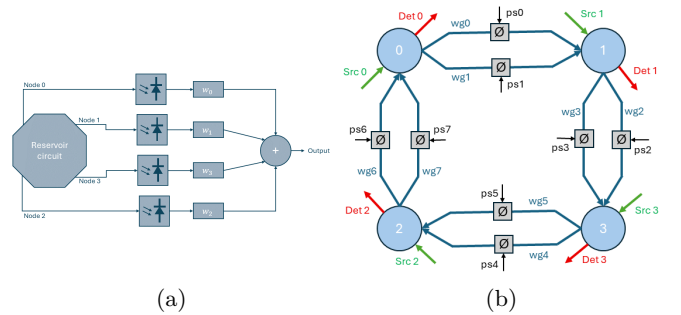 Node 0
w₀
Node 1
w₁
Reservoir
circuit
+
Output
Node 3
w₃
Node 2
w₂
(a)
Det 0
ps0
Src 1
wg0
Ø
0
1
Src 0
wg1
Ø
ps1
Det 1
wg3
wg2
ps6
Ø
Ø
ps7
ps3
Ø
Ø
ps2
wg6
wg7
ps5
Det 2
Ø
wg5
Src 3
2
3
Ø
wg4
Src 2
ps4
Det 3
(b)